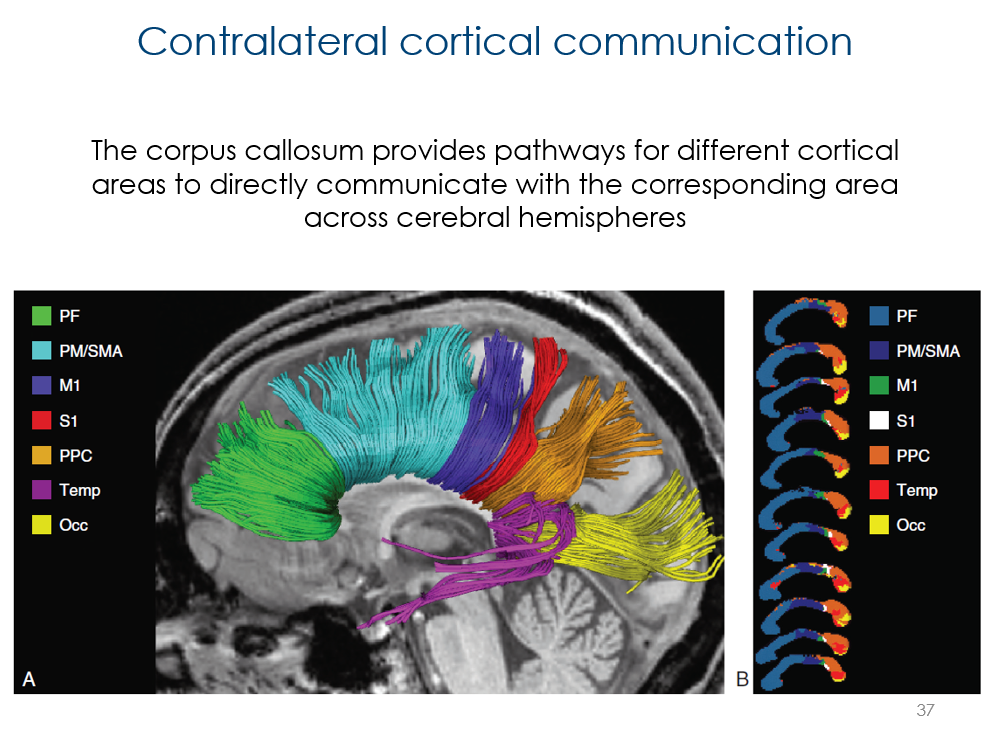 Contralateral cortical communication
The corpus callosum provides pathways for different cortical
areas to directly communicate with the corresponding area
across cerebral hemispheres
PF
PM/SMA
M1
S1
PPC
Temp
Occ
A
PF
PM/SMA
M1
S1
PPC
Temp
Occ
B
37